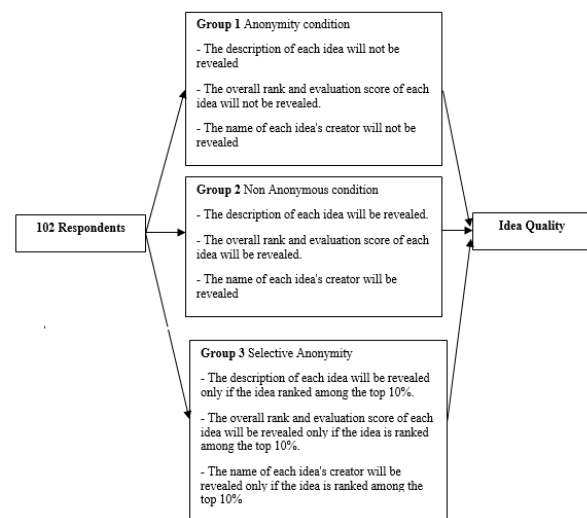 Group 1 Anonymity condition
- The description of each idea will not be
revealed
- The overall rank and evaluation score of each
idea will not be revealed.
- The name of each idea's creator will not be
revealed
Group 2 Non Anonymous condition
- The description of each idea will be revealed.
- The overall rank and evaluation score of each
idea will be revealed.
- The name of each idea's creator will be
revealed
102 Respondents
Idea Quality
Group 3 Selective Anonymity
- The description of each idea will be revealed
only if the idea ranked among the top 10%.
- The overall rank and evaluation score of each
idea will be revealed only if the idea is ranked
among the top 10%.
- The name of each idea's creator will be
revealed only if the idea is ranked among the
top 10%